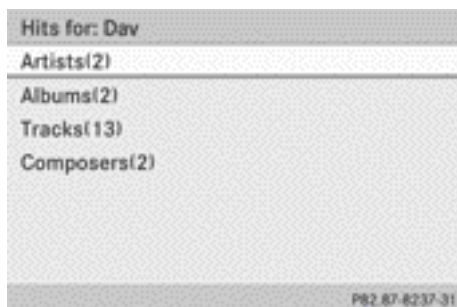 Hits for: Dav
Artists(2)
Albums(2)
Tracks(13)
Composers(2)
P82.87-8237-31